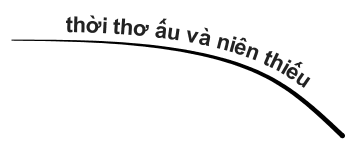 thời thơ ấu và niên thiếu